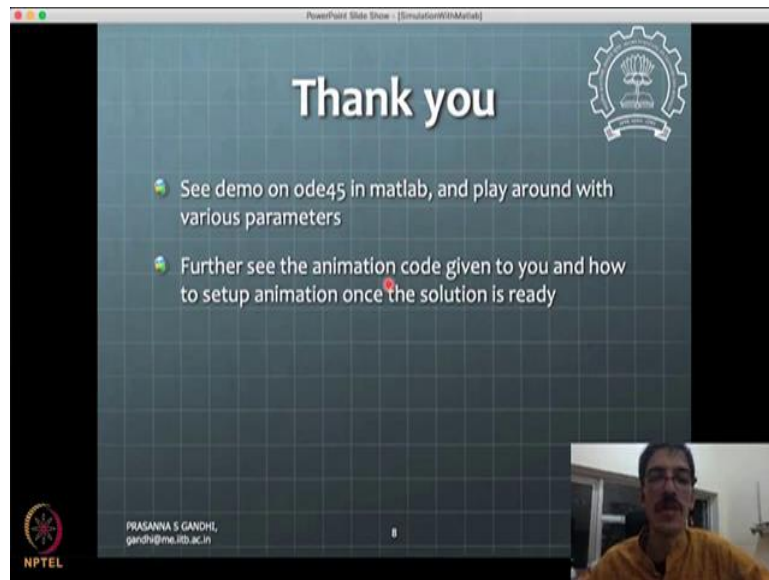 PowerPoint Slide Show - [SimulationWithMatlab]
Thank you
See demo on ode45 in matlab, and play around with
various parameters
Further see the animation code given to you and how
to setup animation once the solution is ready
PRASANNA S GANDHI,
gandhi@me.iitb.ac.in
8
NPTEL